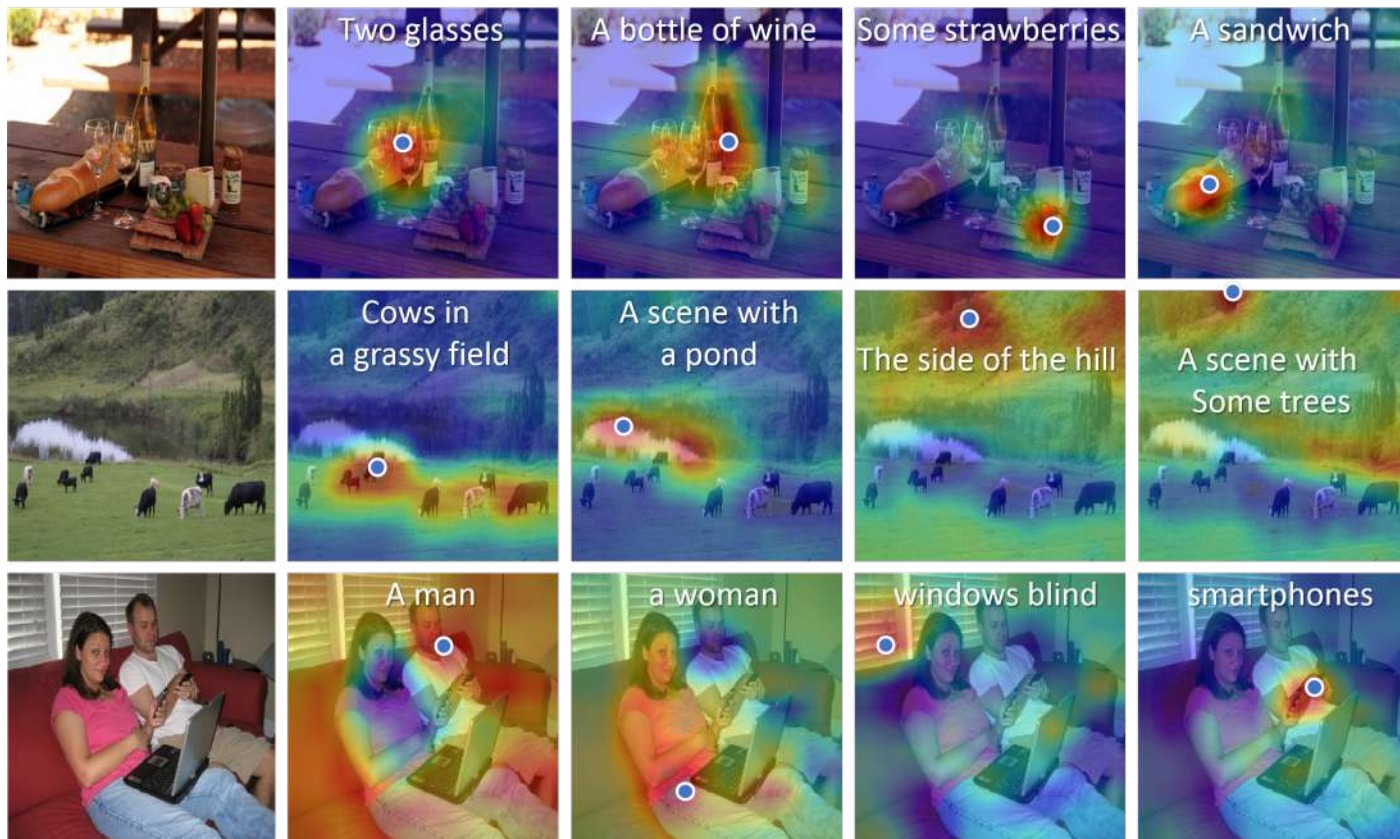 Two glasses
A bottle of wine
Some strawberries
A sandwich
Cows in
a grassy field
A scene with
a pond
The side of the hill
A scene with
Some trees
A man
a woman
windows blind
smartphones